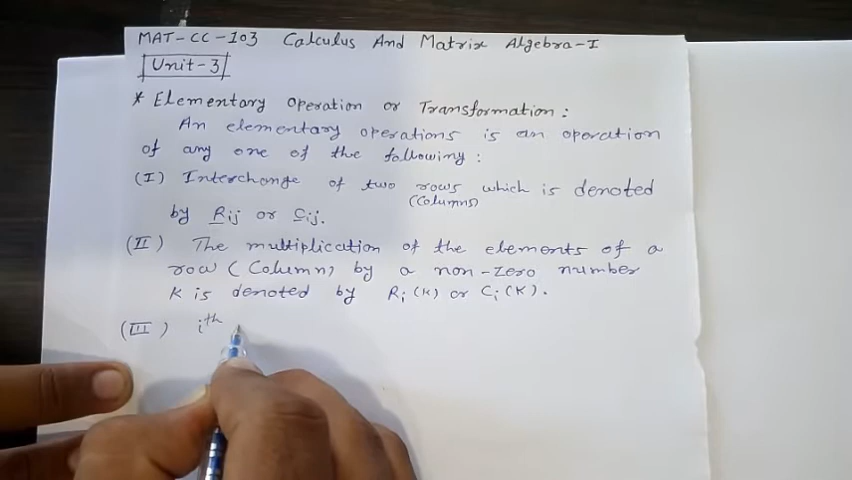 MAT-CC-103 Calculus And Matrix Algebra-I
Unit-3
* Elementary Operation or Transformation:
An elementary operations is an operation
of any one of the following:
(I) Interchange of two rows which is denoted
(Columns)
by Rij or Cij.
(II) The multiplication of the elements of a
row (Column) by a non-zero number
K is denoted by Ri(K) or Ci(K).
(III) ith